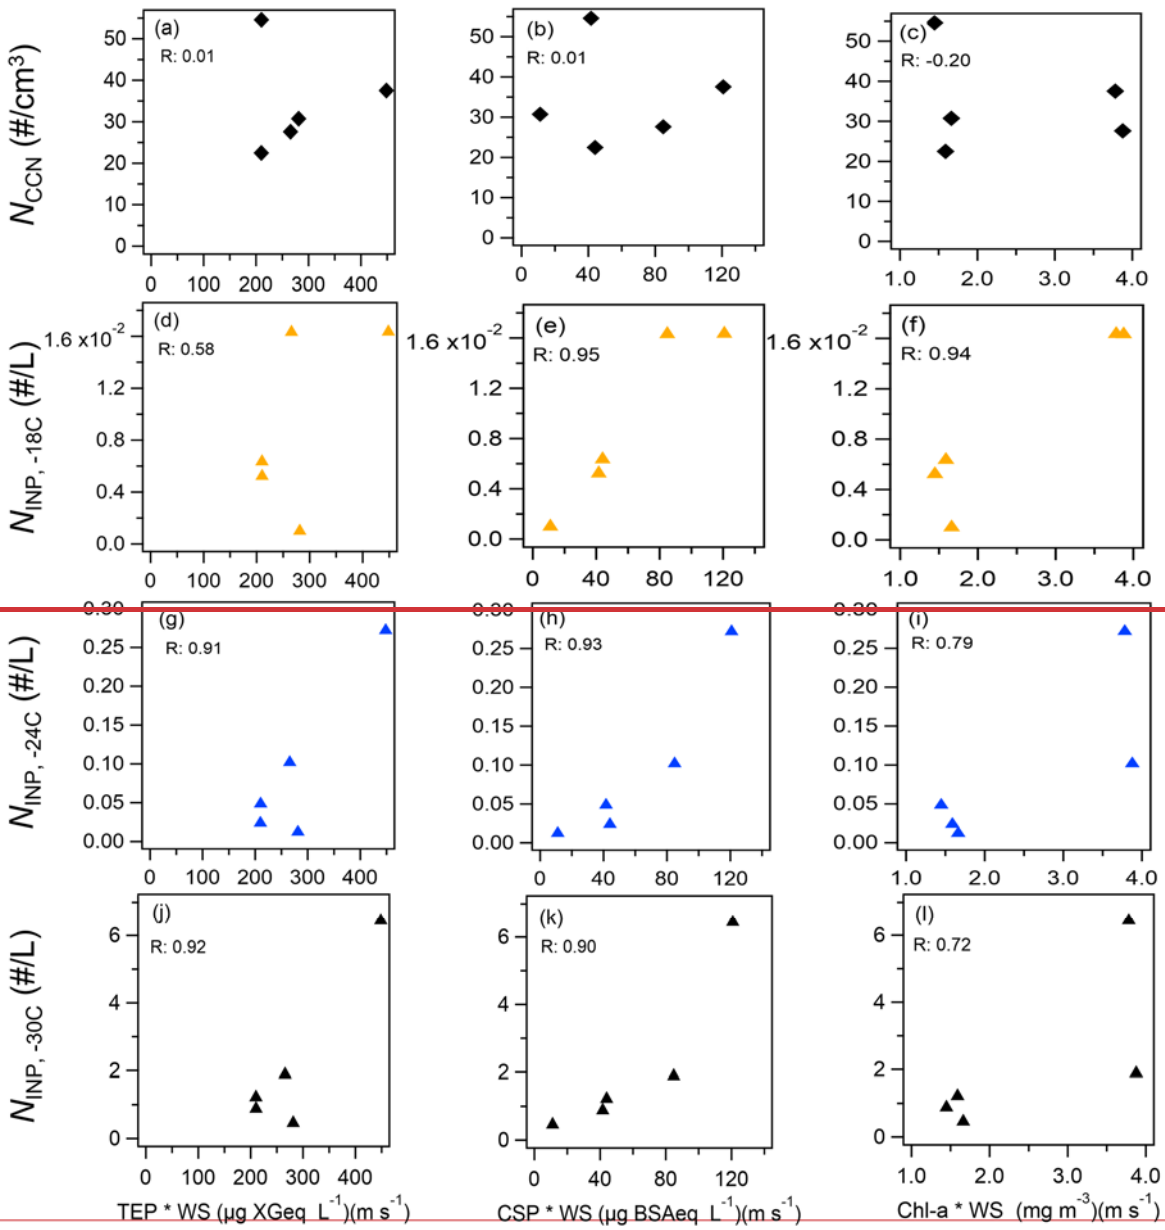 N_CCN (#/cm³)
(a)
R: 0.01
50
40
30
20
10
0
0 100 200 300 400
(b)
R: 0.01
50
40
30
20
10
0
0 40 80 120
(c)
R: -0.20
50
40
30
20
10
0
1.0 2.0 3.0 4.0
N_INP, -18C (#/L)
(d)
R: 0.58
1.6 x10⁻²
1.2
0.8
0.4
0.0
0 100 200 300 400
(e)
R: 0.95
1.6 x10⁻²
1.2
0.8
0.4
0.0
0 40 80 120
(f)
R: 0.94
1.6 x10⁻²
1.2
0.8
0.4
0.0
1.0 2.0 3.0 4.0
N_INP, -24C (#/L)
0.30
(g)
R: 0.91
0.25
0.20
0.15
0.10
0.05
0.00
0 100 200 300 400
0.30
(h)
R: 0.93
0.25
0.20
0.15
0.10
0.05
0.00
0 40 80 120
0.30
(i)
R: 0.79
0.25
0.20
0.15
0.10
0.05
0.00
1.0 2.0 3.0 4.0
N_INP, -30C (#/L)
(j)
R: 0.92
6
4
2
0
0 100 200 300 400
TEP * WS (µg XGeq L⁻¹)(m s⁻¹)
(k)
R: 0.90
6
4
2
0
0 40 80 120
CSP * WS (µg BSAeq L⁻¹)(m s⁻¹)
(l)
R: 0.72
6
4
2
0
1.0 2.0 3.0 4.0
Chl-a * WS (mg m⁻³)(m s⁻¹)